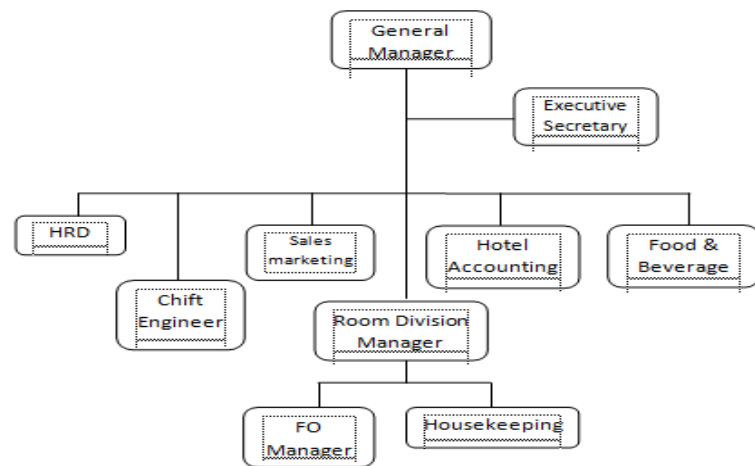 General
Manager
Executive
Secretary
HRD
Sales
marketing
Hotel
Accounting
Food &
Beverage
Chift
Engineer
Room Division
Manager
FO
Manager
Housekeeping